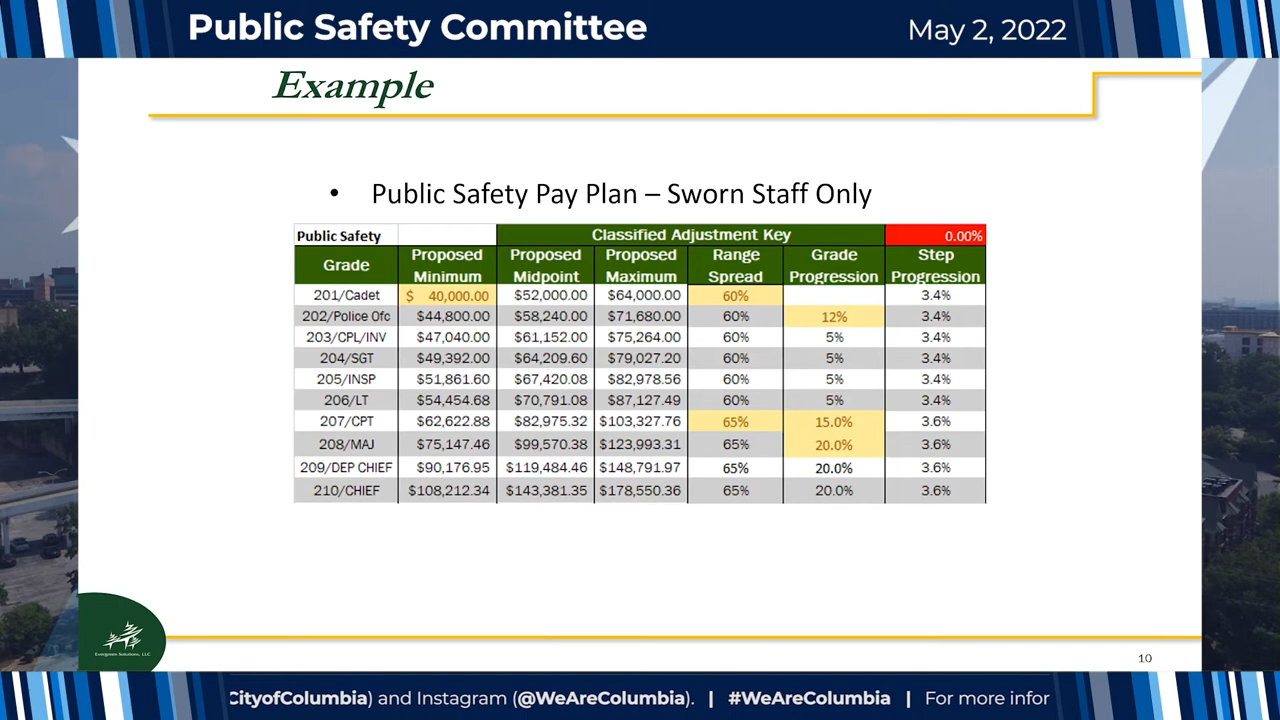 Public Safety Committee
May 2, 2022
Example
• Public Safety Pay Plan – Sworn Staff Only
Public Safety Classified Adjustment Key 0.00%
Grade Proposed Minimum Proposed Midpoint Proposed Maximum Range Spread Grade Progression Step Progression
201/Cadet $ 40,000.00 $52,000.00 $64,000.00 60% 3.4%
202/Police Ofc $44,800.00 $58,240.00 $71,680.00 60% 12% 3.4%
203/CPL/INV $47,040.00 $61,152.00 $75,264.00 60% 5% 3.4%
204/SGT $49,392.00 $64,209.60 $79,027.20 60% 5% 3.4%
205/INSP $51,861.60 $67,420.08 $82,978.56 60% 5% 3.4%
206/LT $54,454.68 $70,791.08 $87,127.49 60% 5% 3.4%
207/CPT $62,622.88 $82,975.32 $103,327.76 65% 15.0% 3.6%
208/MAJ $75,147.46 $99,570.38 $123,993.31 65% 20.0% 3.6%
209/DEP CHIEF $90,176.95 $119,484.46 $148,791.97 65% 20.0% 3.6%
210/CHIEF $108,212.34 $143,381.35 $178,550.36 65% 20.0% 3.6%
Evergreen Solutions, LLC
10
CityofColumbia) and Instagram (@WeAreColumbia). | #WeAreColumbia | For more infor